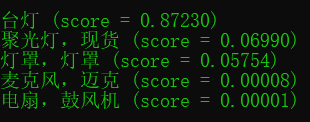 台灯 (score = 0.87230)
聚光灯，现货 (score = 0.06990)
灯罩，灯罩 (score = 0.05754)
麦克风，迈克 (score = 0.00008)
电扇，鼓风机 (score = 0.00001)